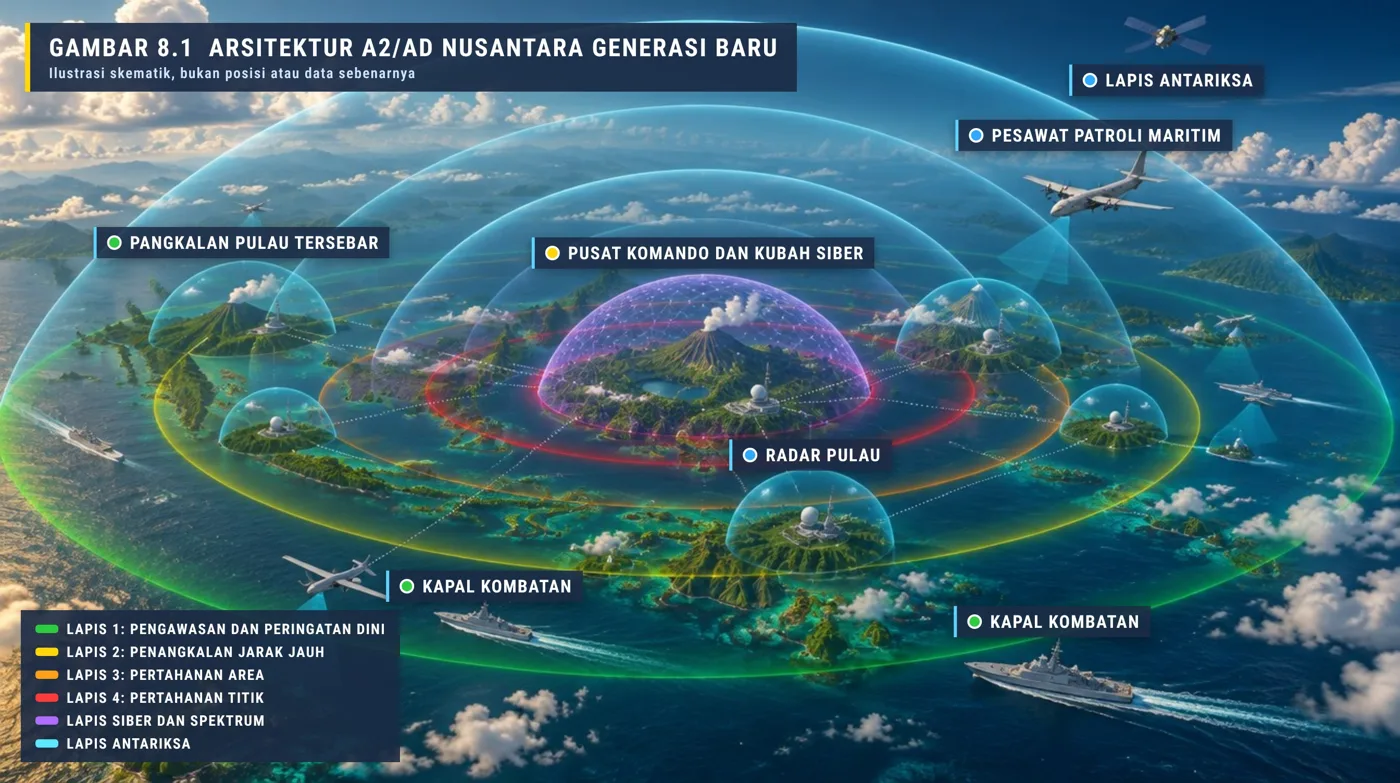 GAMBAR 8.1 ARSITEKTUR A2/AD NUSANTARA GENERASI BARU
Ilustrasi skematik, bukan posisi atau data sebenarnya
LAPIS ANTARIKSA
PESAWAT PATROLI MARITIM
PANGKALAN PULAU TERSEBAR
PUSAT KOMANDO DAN KUBAH SIBER
RADAR PULAU
KAPAL KOMBATAN
KAPAL KOMBATAN
LAPIS 1: PENGAWASAN DAN PERINGATAN DINI
LAPIS 2: PENANGKALAN JARAK JAUH
LAPIS 3: PERTAHANAN AREA
LAPIS 4: PERTAHANAN TITIK
LAPIS SIBER DAN SPEKTRUM
LAPIS ANTARIKSA